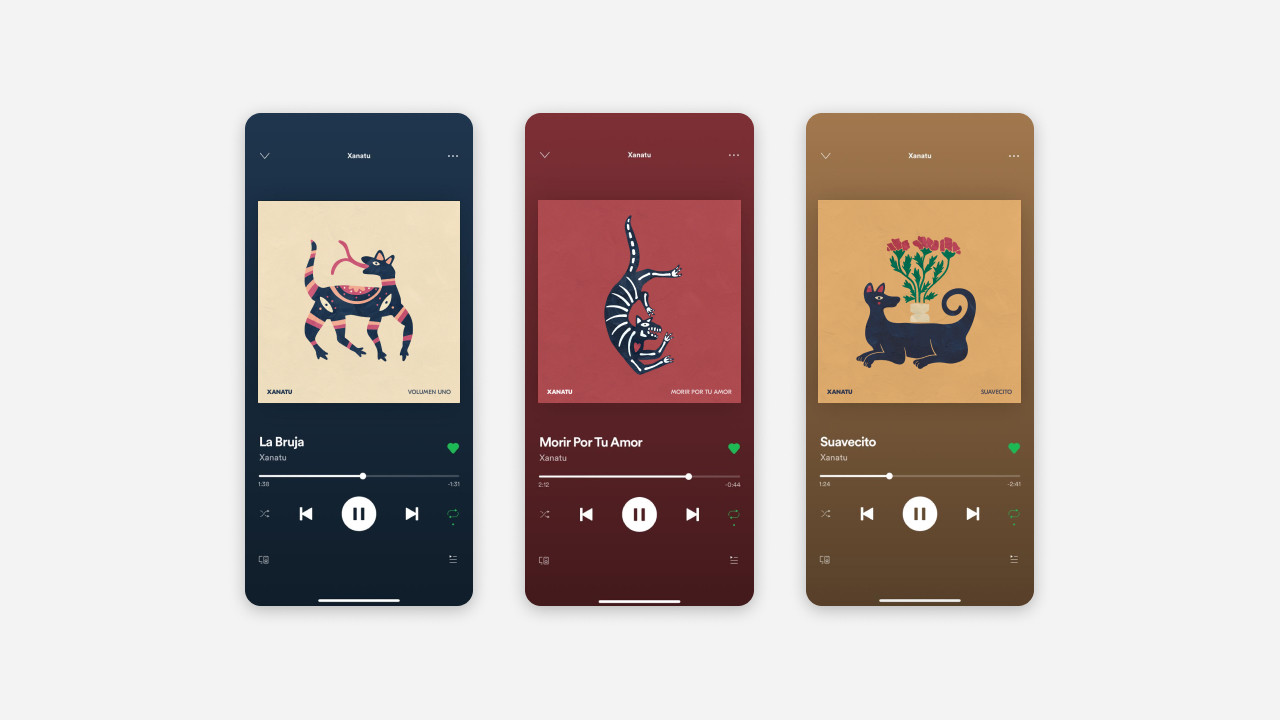 Xanatu
XANATU
VOLUMEN UNO
La Bruja
Xanatu
1:38
-1:31
Xanatu
XANATU
MORIR POR TU AMOR
Morir Por Tu Amor
Xanatu
2:12
-0:44
Xanatu
XANATU
SUAVECITO
Suavecito
Xanatu
1:24
-2:41